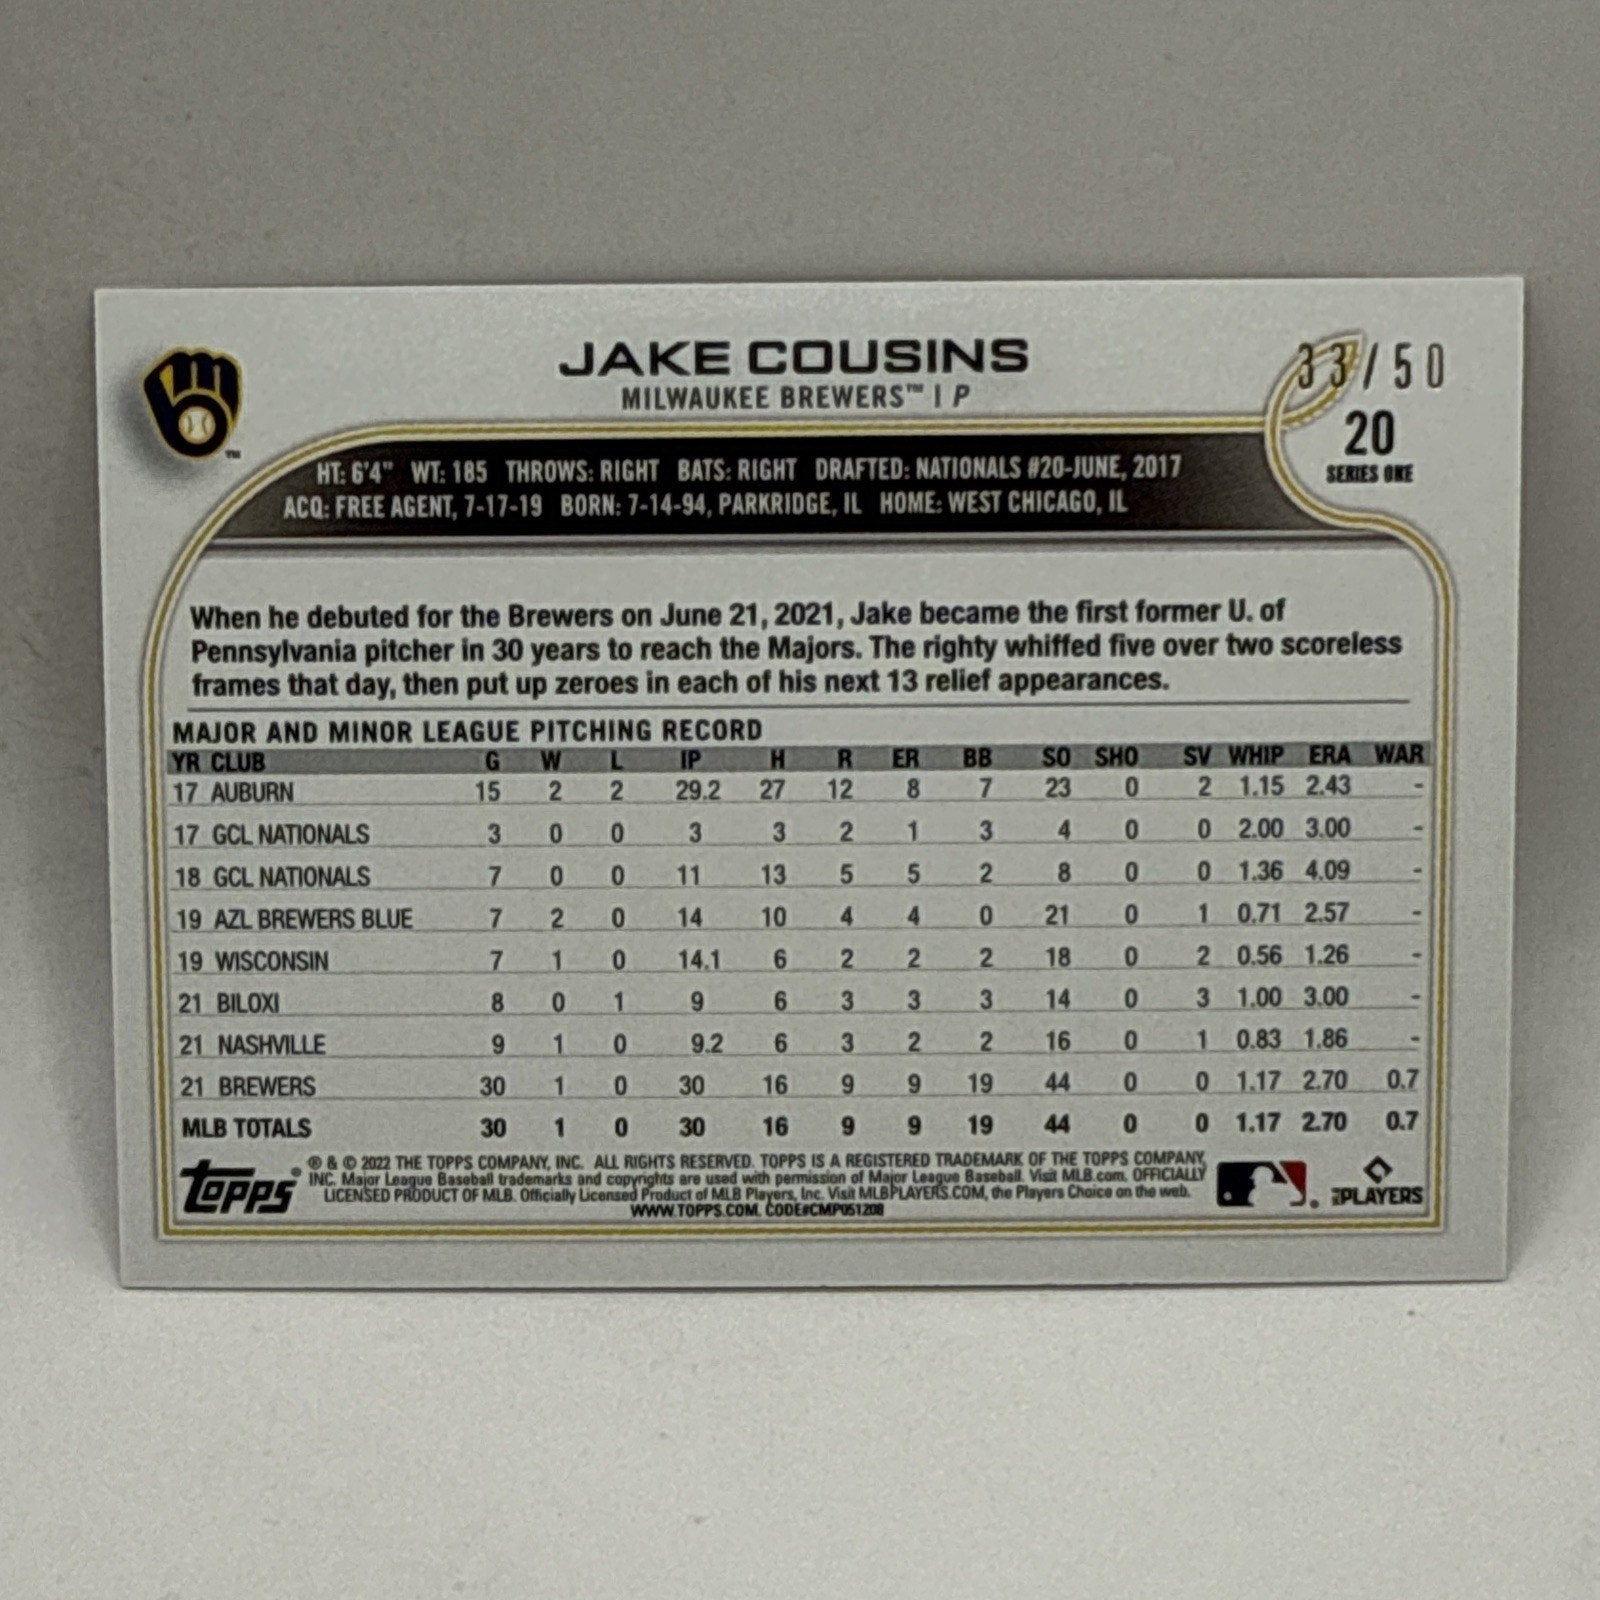 JAKE COUSINS
MILWAUKEE BREWERS™ | P
33/50
20
SERIES ONE
™
HT: 6'4" WT: 185 THROWS: RIGHT BATS: RIGHT DRAFTED: NATIONALS #20-JUNE, 2017
ACQ: FREE AGENT, 7-17-19 BORN: 7-14-94, PARKRIDGE, IL HOME: WEST CHICAGO, IL
When he debuted for the Brewers on June 21, 2021, Jake became the first former U. of
Pennsylvania pitcher in 30 years to reach the Majors. The righty whiffed five over two scoreless
frames that day, then put up zeroes in each of his next 13 relief appearances.
MAJOR AND MINOR LEAGUE PITCHING RECORD
YR CLUB G W L IP H R ER BB SO SHO SV WHIP ERA WAR
17 AUBURN 15 2 2 29.2 27 12 8 7 23 0 2 1.15 2.43 -
17 GCL NATIONALS 3 0 0 3 3 2 1 3 4 0 0 2.00 3.00 -
18 GCL NATIONALS 7 0 0 11 13 5 5 2 8 0 0 1.36 4.09 -
19 AZL BREWERS BLUE 7 2 0 14 10 4 4 0 21 0 1 0.71 2.57 -
19 WISCONSIN 7 1 0 14.1 6 2 2 2 18 0 2 0.56 1.26 -
21 BILOXI 8 0 1 9 6 3 3 3 14 0 3 1.00 3.00 -
21 NASHVILLE 9 1 0 9.2 6 3 2 2 16 0 1 0.83 1.86 -
21 BREWERS 30 1 0 30 16 9 9 19 44 0 0 1.17 2.70 0.7
MLB TOTALS 30 1 0 30 16 9 9 19 44 0 0 1.17 2.70 0.7
topps®
® & © 2022 THE TOPPS COMPANY, INC. ALL RIGHTS RESERVED. TOPPS IS A REGISTERED TRADEMARK OF THE TOPPS COMPANY,
INC. Major League Baseball trademarks and copyrights are used with permission of Major League Baseball. Visit MLB.com. OFFICIALLY
LICENSED PRODUCT OF MLB. Officially Licensed Product of MLB Players, Inc. Visit MLBPLAYERS.COM, the Players Choice on the web.
WWW.TOPPS.COM. CODE#CMP051208
PLAYERS